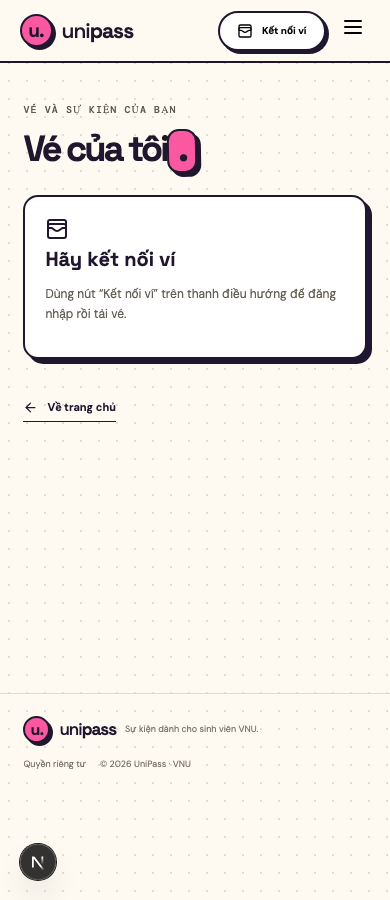 u. unipass
Kết nối ví
VÉ VÀ SỰ KIỆN CỦA BẠN
Vé của tôi.
Hãy kết nối ví
Dùng nút “Kết nối ví” trên thanh điều hướng để đăng
nhập rồi tải vé.
Về trang chủ
u. unipass Sự kiện dành cho sinh viên VNU.
Quyền riêng tư © 2026 UniPass · VNU
N